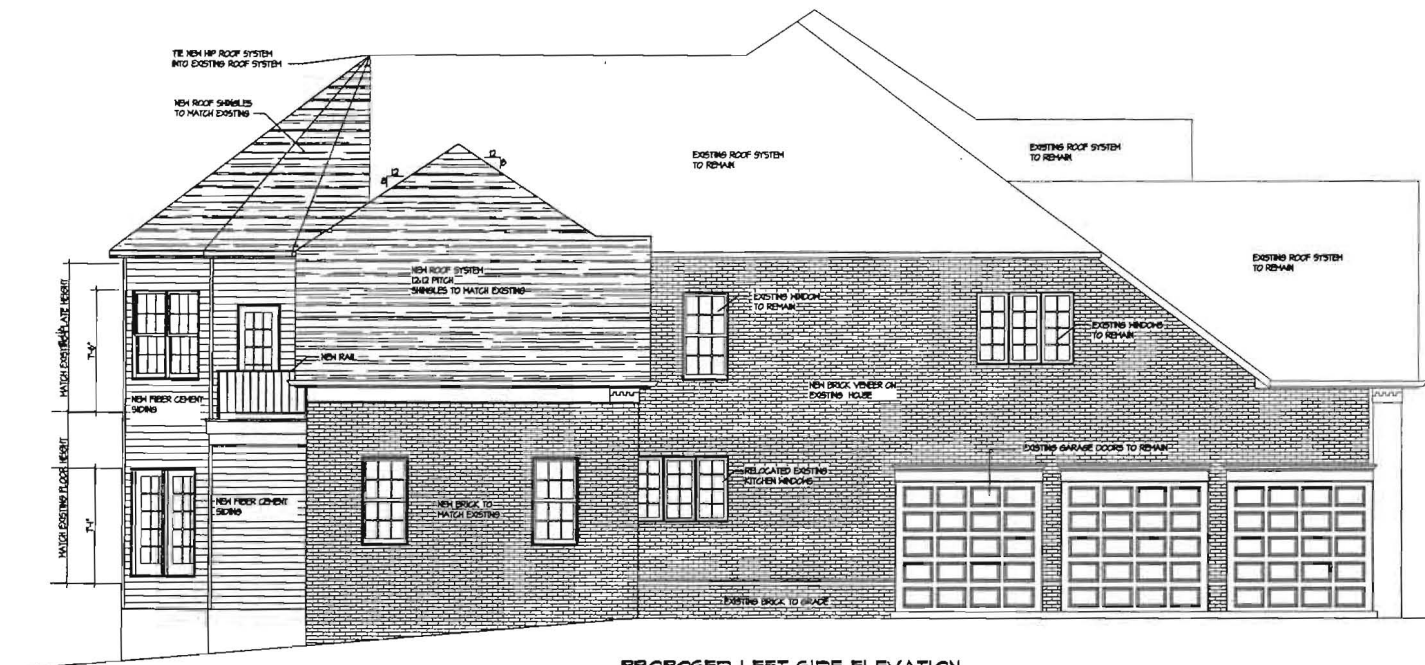 TIE NEW HIP ROOF SYSTEM
INTO EXISTING ROOF SYSTEM
NEW ROOF SHINGLES
TO MATCH EXISTING
12
8
12
8
EXISTING ROOF SYSTEM
TO REMAIN
EXISTING ROOF SYSTEM
TO REMAIN
EXISTING ROOF SYSTEM
TO REMAIN
NEW ROOF SYSTEM
12:12 PITCH
SHINGLES TO MATCH EXISTING
MATCH EXISTING PLATE HEIGHT
EXISTING WINDOW
TO REMAIN
EXISTING WINDOWS
TO REMAIN
NEW RAIL
NEW BRICK VENEER ON
EXISTING HOUSE
NEW FIBER CEMENT
SIDING
MATCH EXISTING FLOOR HEIGHT
EXISTING GARAGE DOORS TO REMAIN
RELOCATED EXISTING
KITCHEN WINDOWS
NEW FIBER CEMENT
SIDING
NEW BRICK TO
MATCH EXISTING
EXISTING BRICK TO GRADE
PROPOSED LEFT SIDE ELEVATION